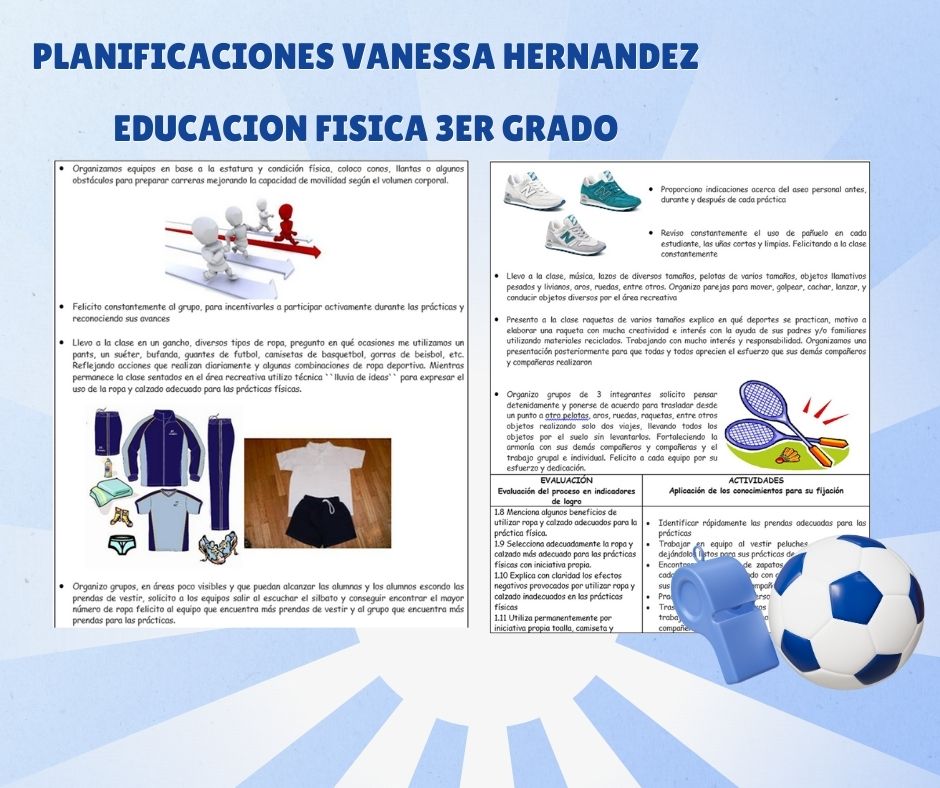 PLANIFICACIONES VANESSA HERNANDEZ
EDUCACION FISICA 3ER GRADO
• Organizamos equipos en base a la estatura y condición física, coloco conos, llantas o algunos
obstáculos para preparar carreras mejorando la capacidad de movilidad según el volumen corporal.
• Felicito constantemente al grupo, para incentivarles a participar activamente durante las prácticas y
reconociendo sus avances
• Llevo a la clase en un gancho, diversos tipos de ropa, pregunto en qué ocasiones me utilizamos un
pants, un suéter, bufanda, guantes de futbol, camisetas de basquetbol, gorras de beisbol, etc.
Reflejando acciones que realizan diariamente y algunas combinaciones de ropa deportiva. Mientras
permanece la clase sentados en el área recreativa utilizo técnica ``lluvia de ideas`` para expresar el
uso de la ropa y calzado adecuado para las prácticas físicas.
• Organizo grupos, en áreas poco visibles y que puedan alcanzar las alumnas y los alumnos escondo las
prendas de vestir, solicito a los equipos salir al escuchar el silbato y conseguir encontrar el mayor
número de ropa felicito al equipo que encuentra más prendas de vestir y al grupo que encuentra más
prendas para las prácticas.
• Proporciono indicaciones acerca del aseo personal antes,
durante y después de cada práctica
• Reviso constantemente el uso de pañuelo en cada
estudiante, las uñas cortas y limpias. Felicitando a la clase
constantemente
• Llevo a la clase, música, lazos de diversos tamaños, pelotas de varios tamaños, objetos llamativos
pesados y livianos, aros, ruedas, entre otros. Organizo parejas para mover, golpear, cachar, lanzar, y
conducir objetos diversos por el área recreativa
• Presento a la clase raquetas de varios tamaños explico en qué deportes se practican, motivo a
elaborar una raqueta con mucha creatividad e interés con la ayuda de sus padres y/o familiares
utilizando materiales reciclados. Trabajando con mucho interés y responsabilidad. Organizamos una
presentación posteriormente para que todas y todos aprecien el esfuerzo que sus demás compañeros
y compañeras realizaron
• Organizo grupos de 3 integrantes solicito pensar
detenidamente y ponerse de acuerdo para trasladar desde
un punto a otro pelotas, aros, ruedas, raquetas, entre otros
objetos realizando solo dos viajes, llevando todos los
objetos por el suelo sin levantarlos. Fortaleciendo la
armonía con sus demás compañeros y compañeras y el
trabajo grupal e individual. Felicito a cada equipo por su
esfuerzo y dedicación.
EVALUACIÓN
Evaluación del proceso en indicadores
de logro
1.8 Menciona algunos beneficios de
utilizar ropa y calzado adecuados para la
práctica física.
1.9 Selecciona adecuadamente la ropa y
calzado más adecuado para las prácticas
físicas con iniciativa propia.
1.10 Explica con claridad los efectos
negativos provocados por utilizar ropa y
calzado inadecuados en las prácticas
físicas
1.11 Utiliza permanentemente por
iniciativa propia toalla, camiseta y
ACTIVIDADES
Aplicación de los conocimientos para su fijación
• Identificar rápidamente las prendas adecuadas para las
prácticas
• Trabajar en equipo al vestir peluches
dejándolos listos para sus prácticas de
de zapatos